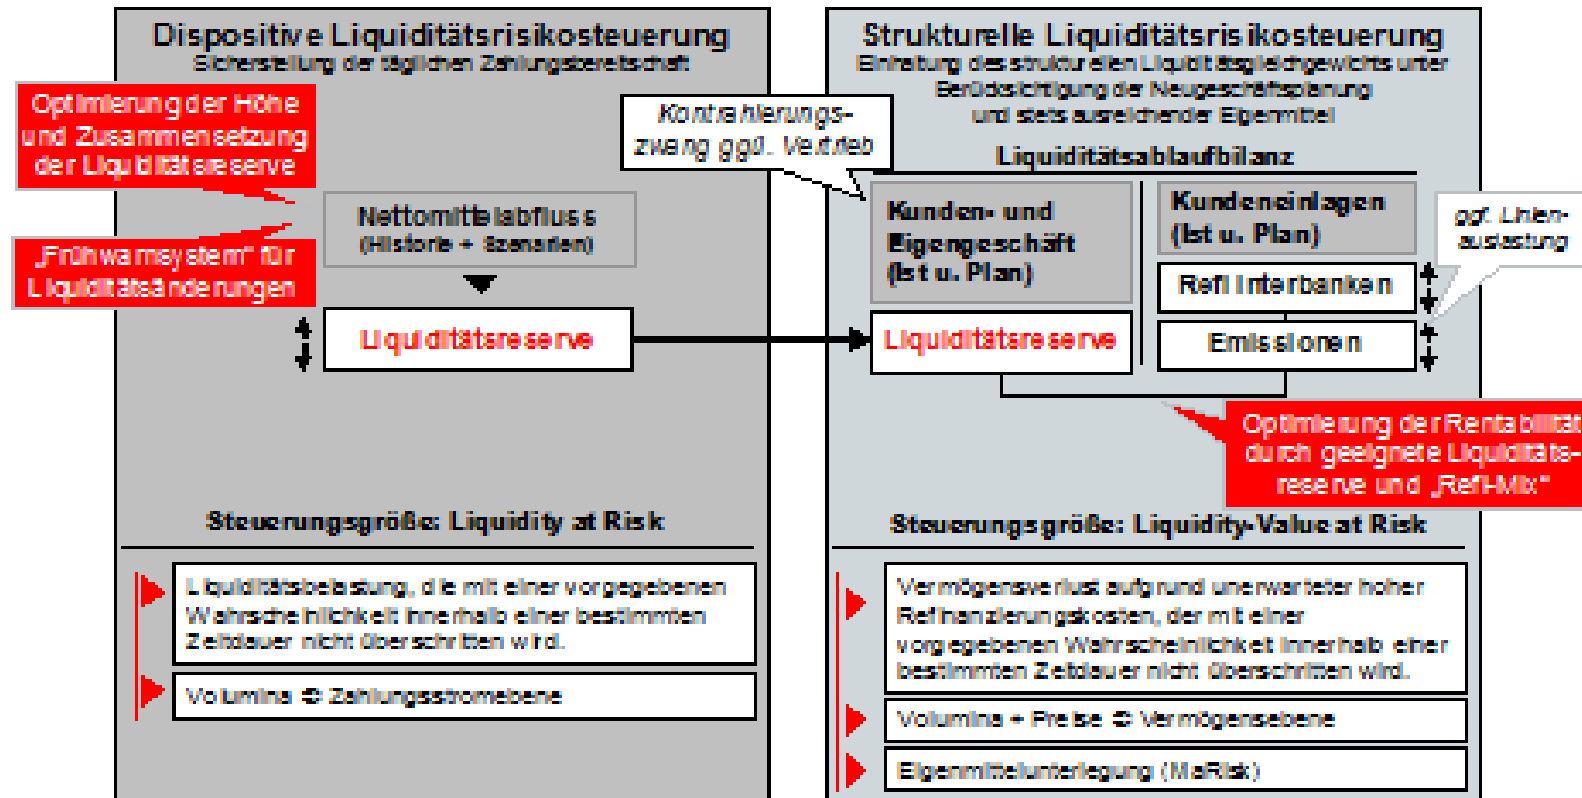 Dispositive Liquiditätsrisikosteuerung
Sicherstellung der täglichen Zahlungsbereitschaft
Optimierung der Höhe
und Zusammensetzung
der Liquiditätsreserve
„Frühwarnsystem“ für
Liquiditätsänderungen
Nettomittelabfluss
(Historie + Szenarien)
Liquiditätsreserve
Steuerungsgröße: Liquidity at Risk
Liquiditätsbelastung, die mit einer vorgegebenen
Wahrscheinlichkeit innerhalb einer bestimmten
Zeitdauer nicht überschritten wird.
Volumina ➲ Zahlungsstromebene
Strukturelle Liquiditätsrisikosteuerung
Einhaltung des strukturellen Liquiditätsgleichgewichts unter
Berücksichtigung der Neugeschäftsplanung
und stets ausreichender Eigenmittel
Kontrahierungs-
zwang ggü. Vertrieb
Liquiditätsablaufbilanz
Kunden- und
Eigengeschäft
(Ist u. Plan)
Liquiditätsreserve
Kundeneinlagen
(Ist u. Plan)
Refi Interbanken
Emissionen
ggf. Linien-
auslastung
Optimierung der Rentabilität
durch geeignete Liquiditäts-
reserve und „Refi-Mix“
Steuerungsgröße: Liquidity-Value at Risk
Vermögensverlust aufgrund unerwarteter hoher
Refinanzierungskosten, der mit einer
vorgegebenen Wahrscheinlichkeit innerhalb einer
bestimmten Zeitdauer nicht überschritten wird.
Volumina + Preise ➲ Vermögensebene
Eigenmittelunterlegung (MaRisk)